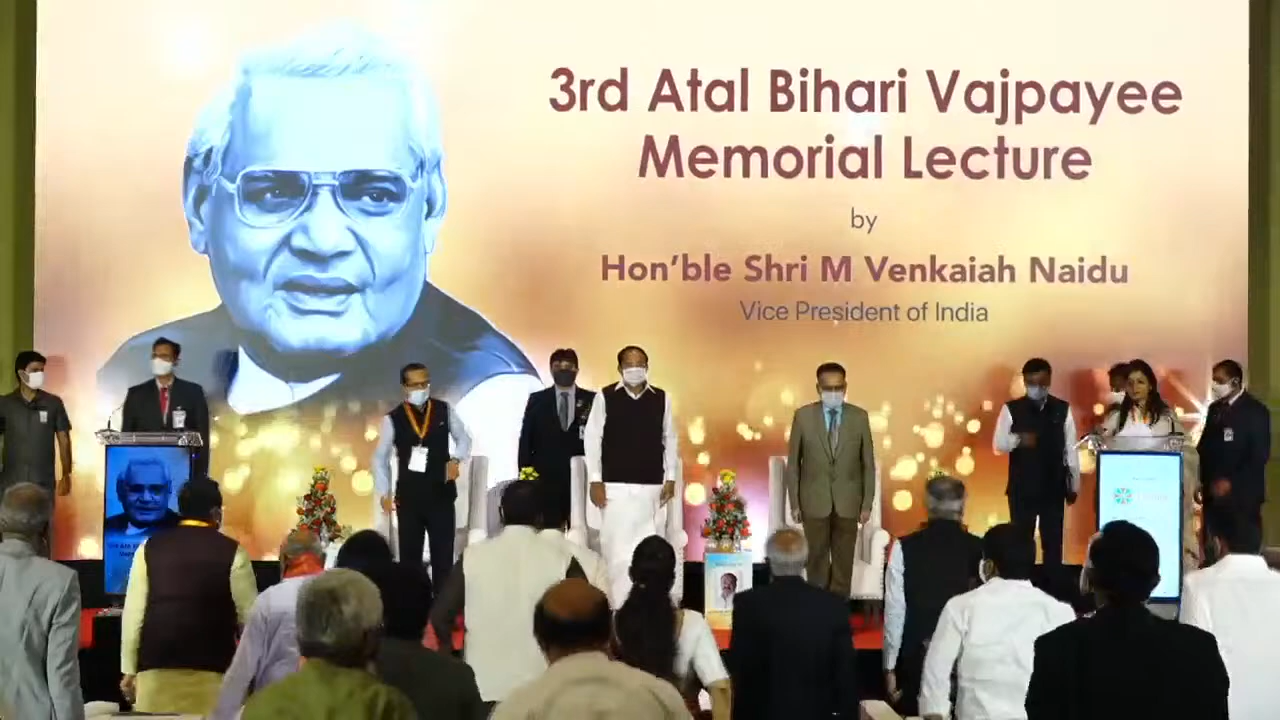 3rd Atal Bihari Vajpayee
Memorial Lecture
by
Hon'ble Shri M Venkaiah Naidu
Vice President of India